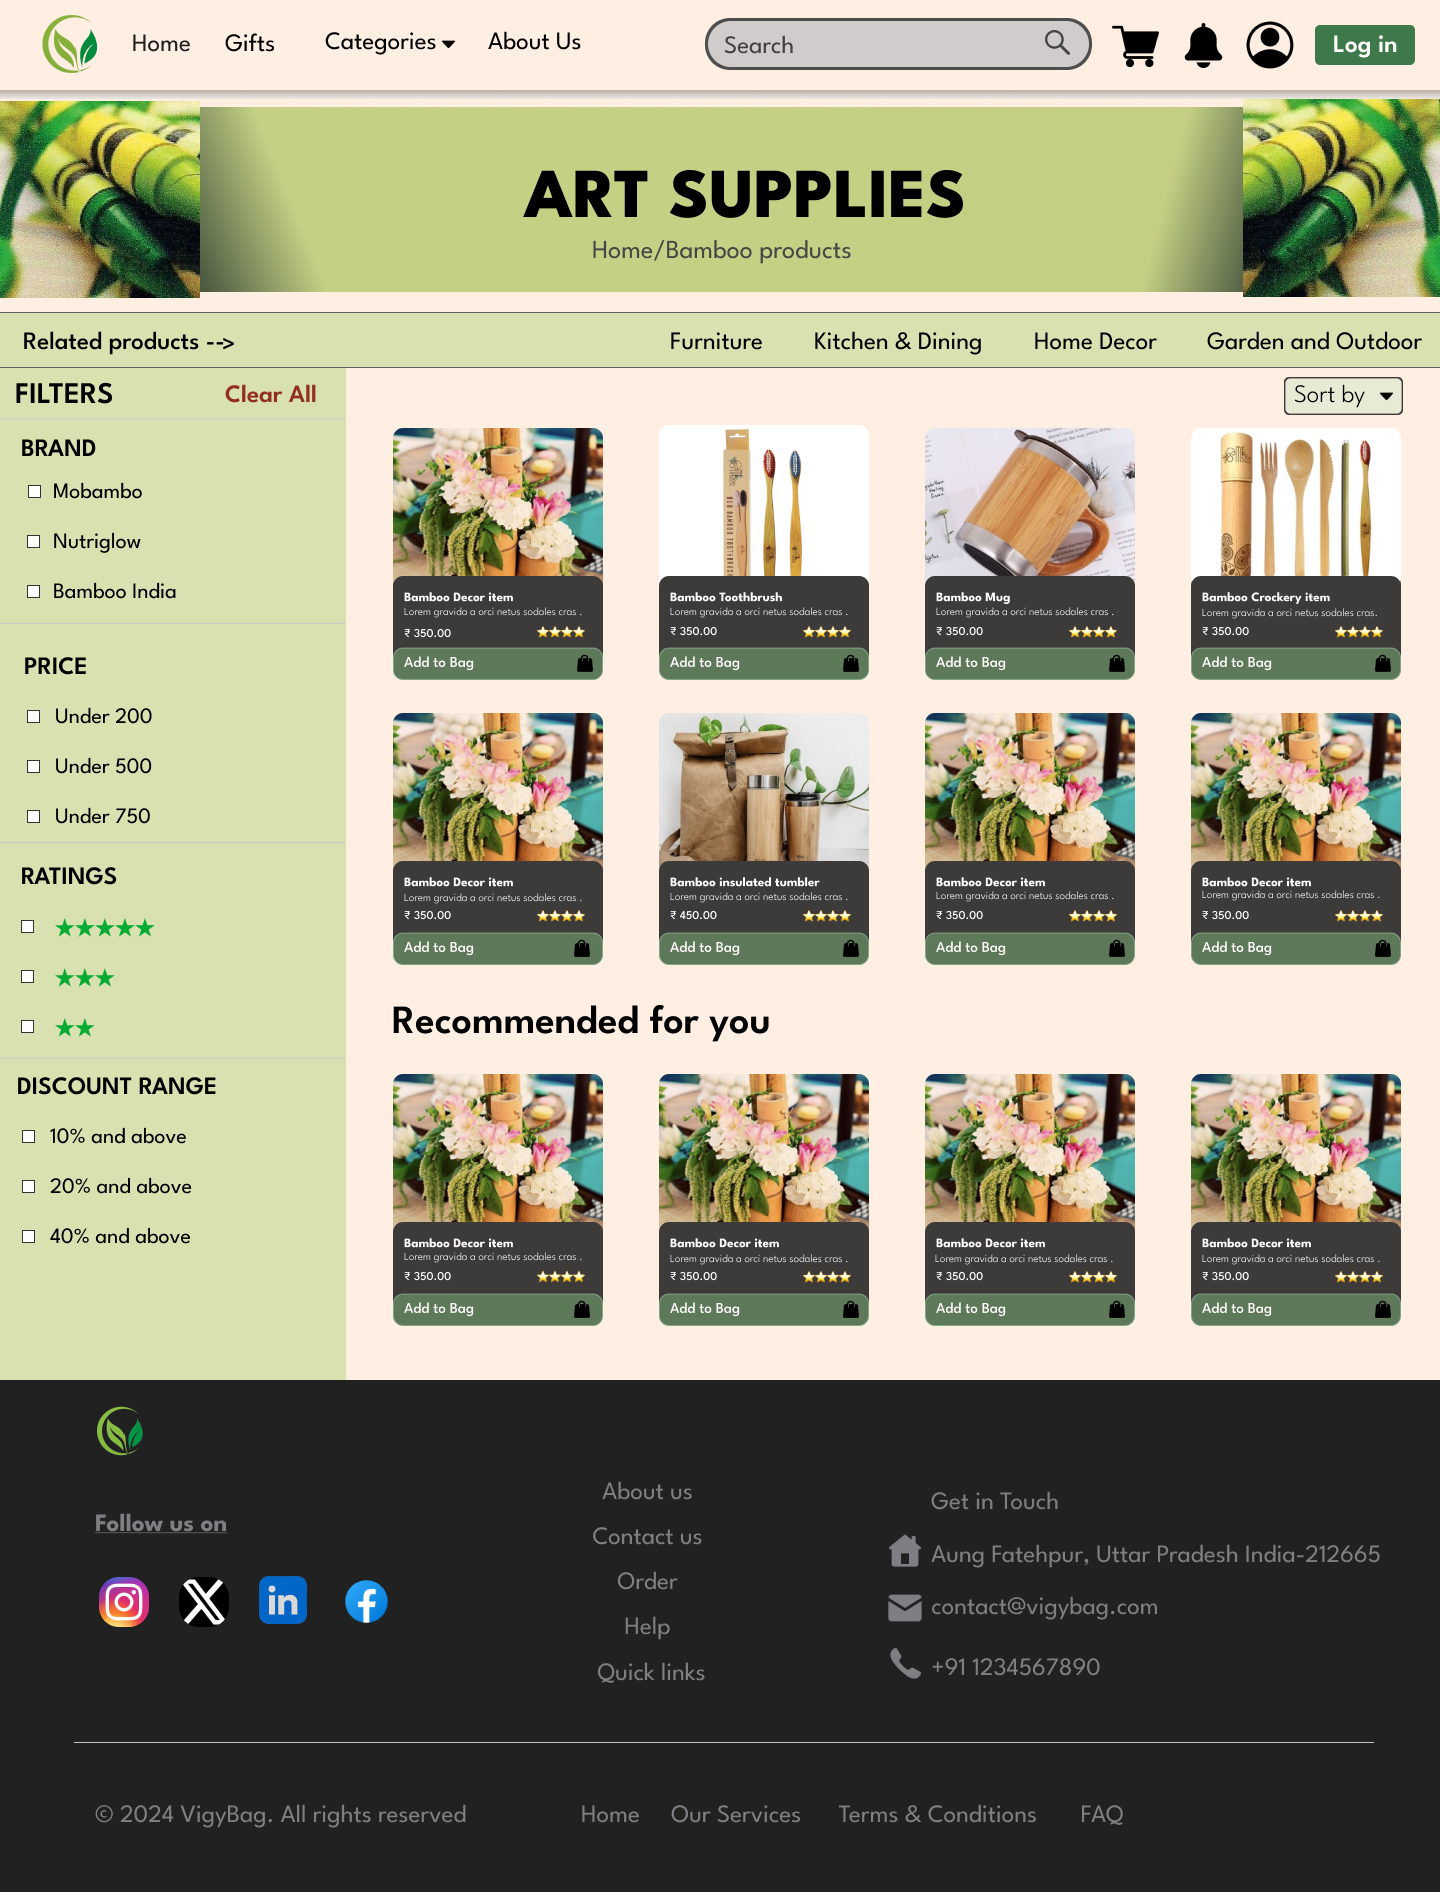 Home Gifts Categories About Us Search Log in
ART SUPPLIES
Home/Bamboo products
Related products --> Furniture Kitchen & Dining Home Decor Garden and Outdoor
FILTERS Clear All
Sort by
BRAND
Mobambo
Nutriglow
Bamboo India
PRICE
Under 200
Under 500
Under 750
RATINGS
DISCOUNT RANGE
10% and above
20% and above
40% and above
Bamboo Decor item
Lorem gravida a orci netus sodales cras .
₹ 350.00
Add to Bag
BAMBOO TOOTHBRUSH
Bamboo Toothbrush
Lorem gravida a orci netus sodales cras .
₹ 350.00
Add to Bag
Bamboo Mug
Lorem gravida a orci netus sodales cras .
₹ 350.00
Add to Bag
Bamboo Crockery item
Lorem gravida a orci netus sodales cras.
₹ 350.00
Add to Bag
Bamboo Decor item
Lorem gravida a orci netus sodales cras .
₹ 350.00
Add to Bag
Bamboo insulated tumbler
Lorem gravida a orci netus sodales cras .
₹ 450.00
Add to Bag
Bamboo Decor item
Lorem gravida a orci netus sodales cras .
₹ 350.00
Add to Bag
Bamboo Decor item
Lorem gravida a orci netus sodales cras .
₹ 350.00
Add to Bag
Recommended for you
Bamboo Decor item
Lorem gravida a orci netus sodales cras .
₹ 350.00
Add to Bag
Bamboo Decor item
Lorem gravida a orci netus sodales cras .
₹ 350.00
Add to Bag
Bamboo Decor item
Lorem gravida a orci netus sodales cras .
₹ 350.00
Add to Bag
Bamboo Decor item
Lorem gravida a orci netus sodales cras .
₹ 350.00
Add to Bag
Follow us on
About us
Contact us
Order
Help
Quick links
Get in Touch
Aung Fatehpur, Uttar Pradesh India-212665
contact@vigybag.com
+91 1234567890
© 2024 VigyBag. All rights reserved Home Our Services Terms & Conditions FAQ